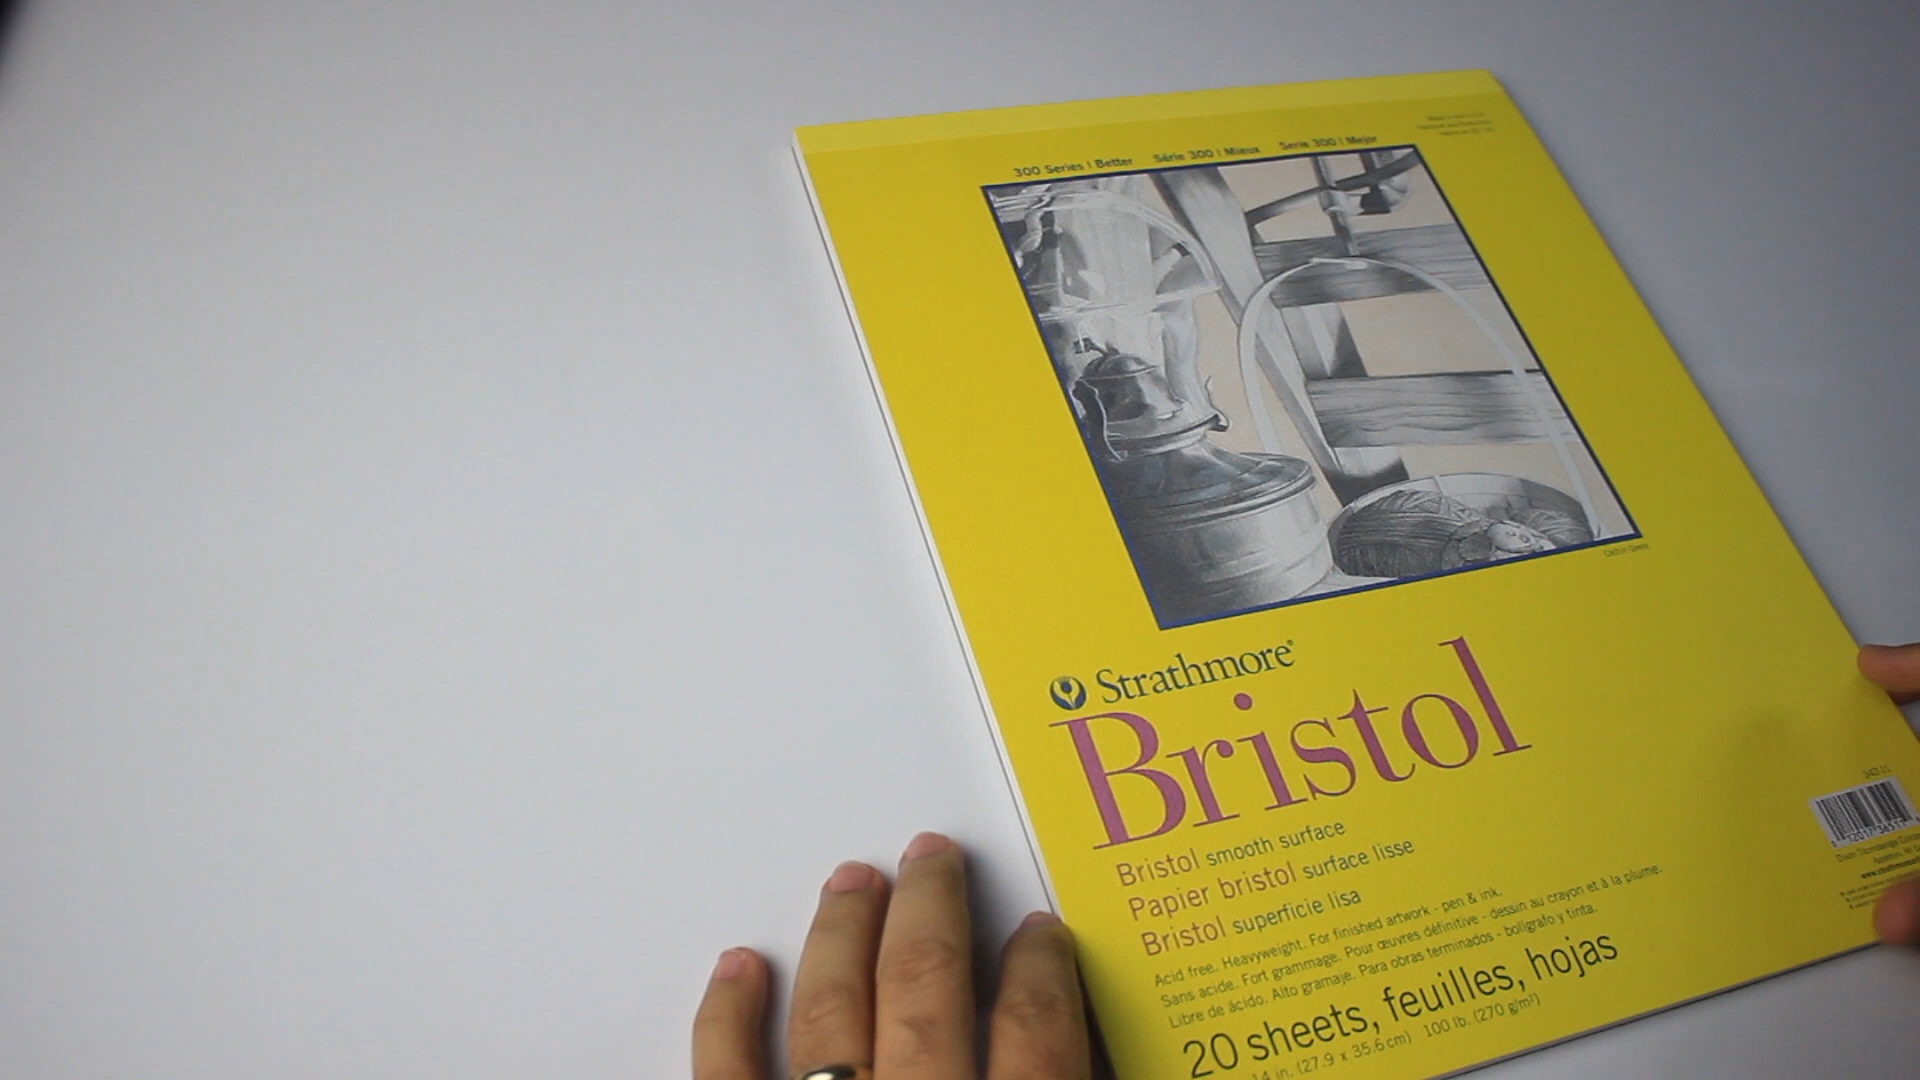 300 Series | Better Série 300 | Mieux Serie 300 | Mejor
Strathmore®
Bristol
Bristol smooth surface
Papier bristol surface lisse
Bristol superficie lisa
Acid free. Heavyweight. For finished artwork - pen & ink.
Sans acide. Fort grammage. Pour œuvres définitive - dessin au crayon et à la plume.
Libre de ácido. Alto gramaje. Para obras terminados - bolígrafo y tinta.
20 sheets, feuilles, hojas
14 in. (27.9 x 35.6 cm) 100 lb. (270 g/m²)
342-11